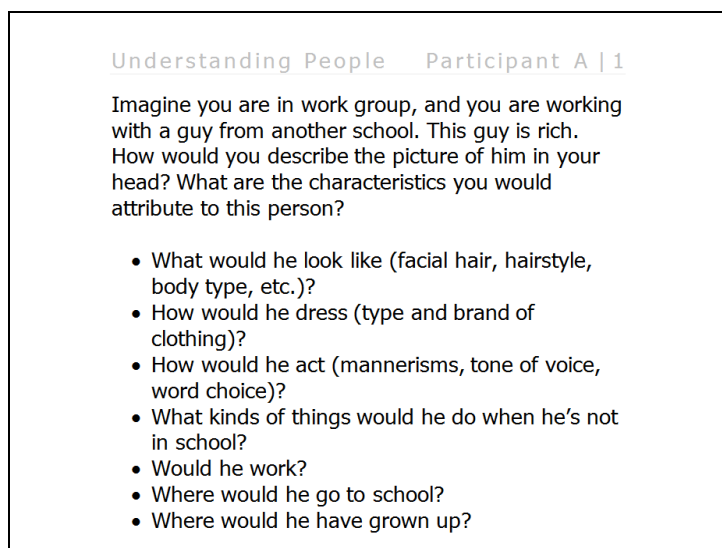 Understanding People Participant A | 1
Imagine you are in work group, and you are working
with a guy from another school. This guy is rich.
How would you describe the picture of him in your
head? What are the characteristics you would
attribute to this person?
• What would he look like (facial hair, hairstyle,
body type, etc.)?
• How would he dress (type and brand of
clothing)?
• How would he act (mannerisms, tone of voice,
word choice)?
• What kinds of things would he do when he’s not
in school?
• Would he work?
• Where would he go to school?
• Where would he have grown up?